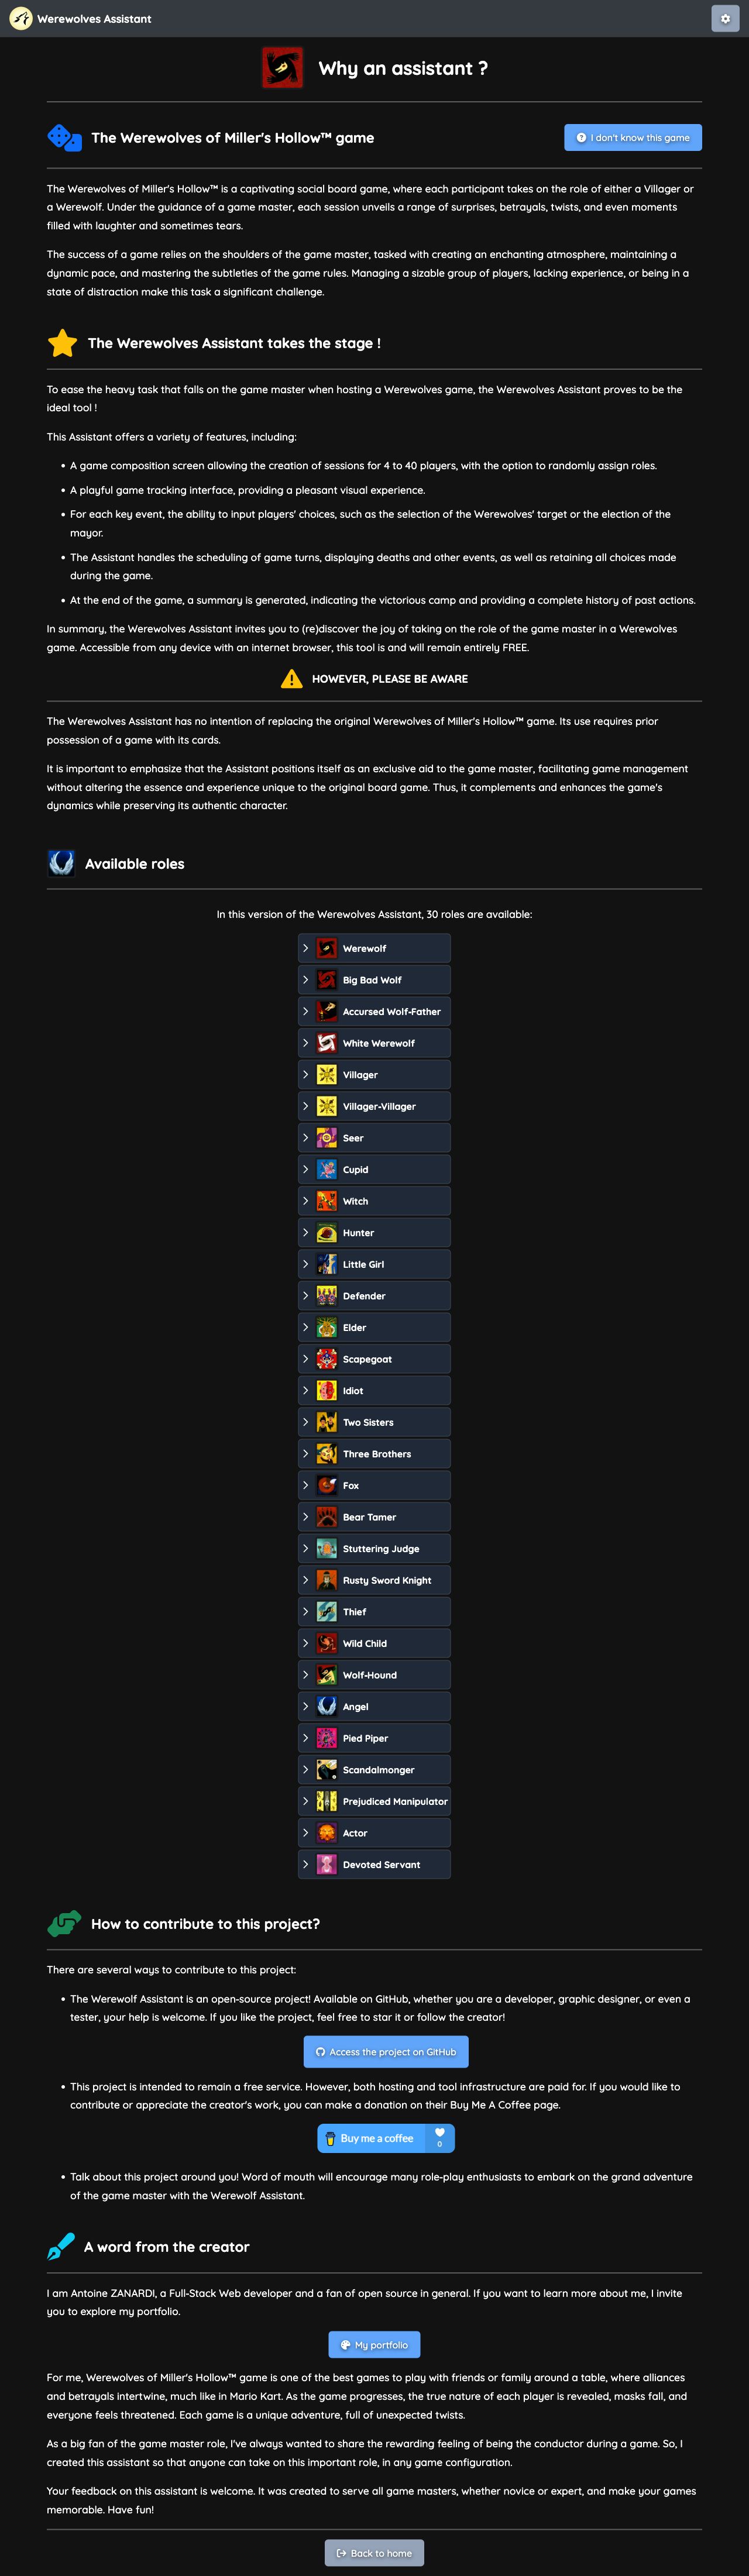 Werewolves Assistant
Why an assistant ?
The Werewolves of Miller's Hollow™ game
I don't know this game
The Werewolves of Miller's Hollow™ is a captivating social board game, where each participant takes on the role of either a Villager or
a Werewolf. Under the guidance of a game master, each session unveils a range of surprises, betrayals, twists, and even moments
filled with laughter and sometimes tears.
The success of a game relies on the shoulders of the game master, tasked with creating an enchanting atmosphere, maintaining a
dynamic pace, and mastering the subtleties of the game rules. Managing a sizable group of players, lacking experience, or being in a
state of distraction make this task a significant challenge.
The Werewolves Assistant takes the stage !
To ease the heavy task that falls on the game master when hosting a Werewolves game, the Werewolves Assistant proves to be the
ideal tool !
This Assistant offers a variety of features, including:
• A game composition screen allowing the creation of sessions for 4 to 40 players, with the option to randomly assign roles.
• A playful game tracking interface, providing a pleasant visual experience.
• For each key event, the ability to input players' choices, such as the selection of the Werewolves' target or the election of the
mayor.
• The Assistant handles the scheduling of game turns, displaying deaths and other events, as well as retaining all choices made
during the game.
• At the end of the game, a summary is generated, indicating the victorious camp and providing a complete history of past actions.
In summary, the Werewolves Assistant invites you to (re)discover the joy of taking on the role of the game master in a Werewolves
game. Accessible from any device with an internet browser, this tool is and will remain entirely FREE.
HOWEVER, PLEASE BE AWARE
The Werewolves Assistant has no intention of replacing the original Werewolves of Miller's Hollow™ game. Its use requires prior
possession of a game with its cards.
It is important to emphasize that the Assistant positions itself as an exclusive aid to the game master, facilitating game management
without altering the essence and experience unique to the original board game. Thus, it complements and enhances the game's
dynamics while preserving its authentic character.
Available roles
In this version of the Werewolves Assistant, 30 roles are available:
Werewolf
Big Bad Wolf
Accursed Wolf-Father
White Werewolf
Villager
Villager-Villager
Seer
Cupid
Witch
Hunter
Little Girl
Defender
Elder
Scapegoat
Idiot
Two Sisters
Three Brothers
Fox
Bear Tamer
Stuttering Judge
Rusty Sword Knight
Thief
Wild Child
Wolf-Hound
Angel
Pied Piper
Scandalmonger
Prejudiced Manipulator
Actor
Devoted Servant
How to contribute to this project?
There are several ways to contribute to this project:
• The Werewolf Assistant is an open-source project! Available on GitHub, whether you are a developer, graphic designer, or even a
tester, your help is welcome. If you like the project, feel free to star it or follow the creator!
Access the project on GitHub
• This project is intended to remain a free service. However, both hosting and tool infrastructure are paid for. If you would like to
contribute or appreciate the creator's work, you can make a donation on their Buy Me A Coffee page.
Buy me a coffee
0
• Talk about this project around you! Word of mouth will encourage many role-play enthusiasts to embark on the grand adventure
of the game master with the Werewolf Assistant.
A word from the creator
I am Antoine ZANARDI, a Full-Stack Web developer and a fan of open source in general. If you want to learn more about me, I invite
you to explore my portfolio.
My portfolio
For me, Werewolves of Miller's Hollow™ game is one of the best games to play with friends or family around a table, where alliances
and betrayals intertwine, much like in Mario Kart. As the game progresses, the true nature of each player is revealed, masks fall, and
everyone feels threatened. Each game is a unique adventure, full of unexpected twists.
As a big fan of the game master role, I've always wanted to share the rewarding feeling of being the conductor during a game. So, I
created this assistant so that anyone can take on this important role, in any game configuration.
Your feedback on this assistant is welcome. It was created to serve all game masters, whether novice or expert, and make your games
memorable. Have fun!
Back to home